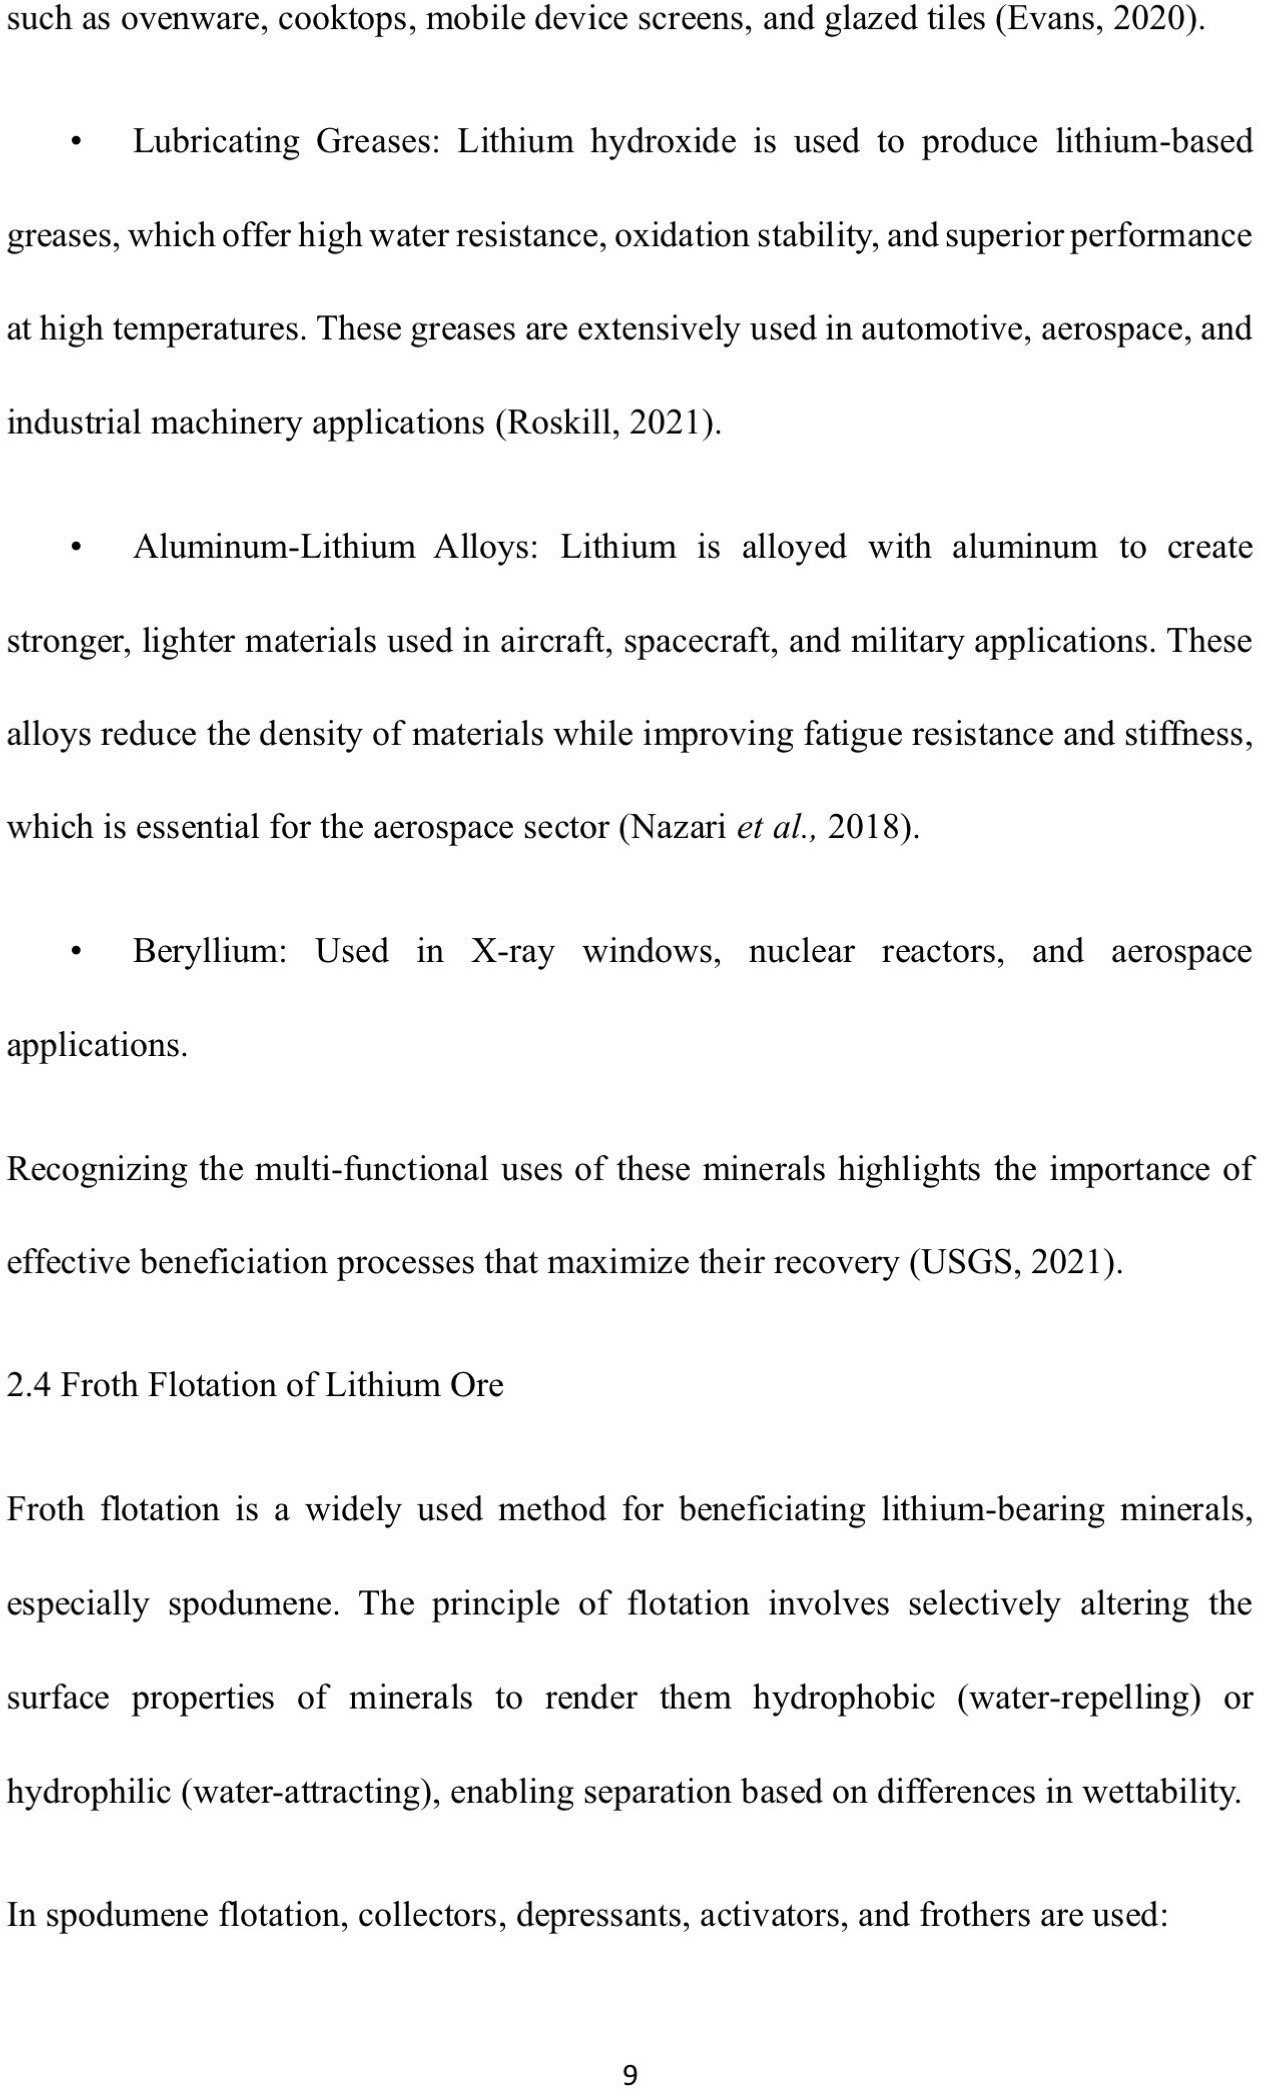 such as ovenware, cooktops, mobile device screens, and glazed tiles (Evans, 2020).
• Lubricating Greases: Lithium hydroxide is used to produce lithium-based
greases, which offer high water resistance, oxidation stability, and superior performance
at high temperatures. These greases are extensively used in automotive, aerospace, and
industrial machinery applications (Roskill, 2021).
• Aluminum-Lithium Alloys: Lithium is alloyed with aluminum to create
stronger, lighter materials used in aircraft, spacecraft, and military applications. These
alloys reduce the density of materials while improving fatigue resistance and stiffness,
which is essential for the aerospace sector (Nazari et al., 2018).
• Beryllium: Used in X-ray windows, nuclear reactors, and aerospace
applications.
Recognizing the multi-functional uses of these minerals highlights the importance of
effective beneficiation processes that maximize their recovery (USGS, 2021).
2.4 Froth Flotation of Lithium Ore
Froth flotation is a widely used method for beneficiating lithium-bearing minerals,
especially spodumene. The principle of flotation involves selectively altering the
surface properties of minerals to render them hydrophobic (water-repelling) or
hydrophilic (water-attracting), enabling separation based on differences in wettability.
In spodumene flotation, collectors, depressants, activators, and frothers are used:
9